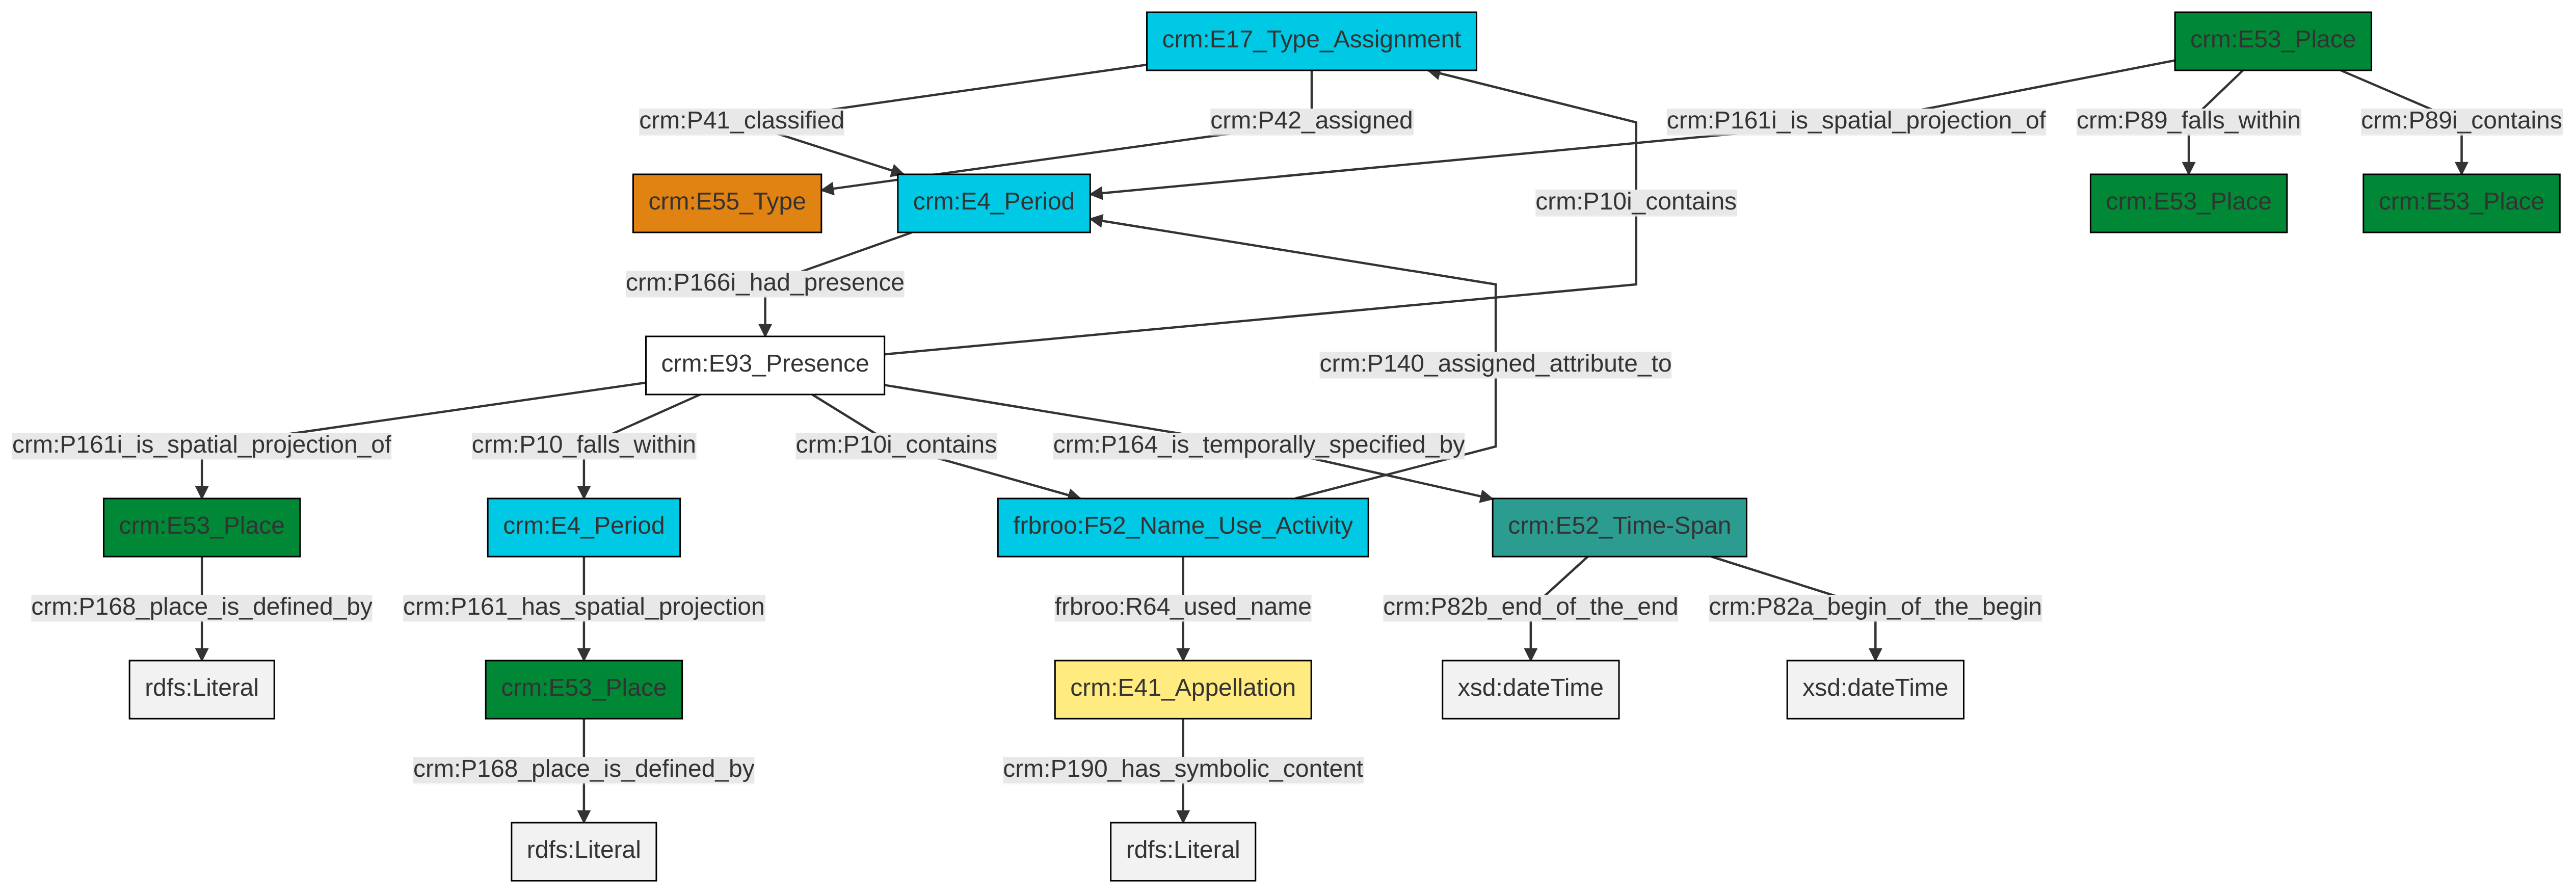 crm:E17_Type_Assignment
crm:E53_Place
crm:P41_classified
crm:P42_assigned
crm:P161i_is_spatial_projection_of
crm:P89_falls_within
crm:P89i_contains
crm:E55_Type
crm:E4_Period
crm:P10i_contains
crm:E53_Place
crm:E53_Place
crm:P166i_had_presence
crm:E93_Presence
crm:P140_assigned_attribute_to
crm:P161i_is_spatial_projection_of
crm:P10_falls_within
crm:P10i_contains
crm:P164_is_temporally_specified_by
crm:E53_Place
crm:E4_Period
frbroo:F52_Name_Use_Activity
crm:E52_Time-Span
crm:P168_place_is_defined_by
crm:P161_has_spatial_projection
frbroo:R64_used_name
crm:P82b_end_of_the_end
crm:P82a_begin_of_the_begin
rdfs:Literal
crm:E53_Place
crm:E41_Appellation
xsd:dateTime
xsd:dateTime
crm:P168_place_is_defined_by
crm:P190_has_symbolic_content
rdfs:Literal
rdfs:Literal